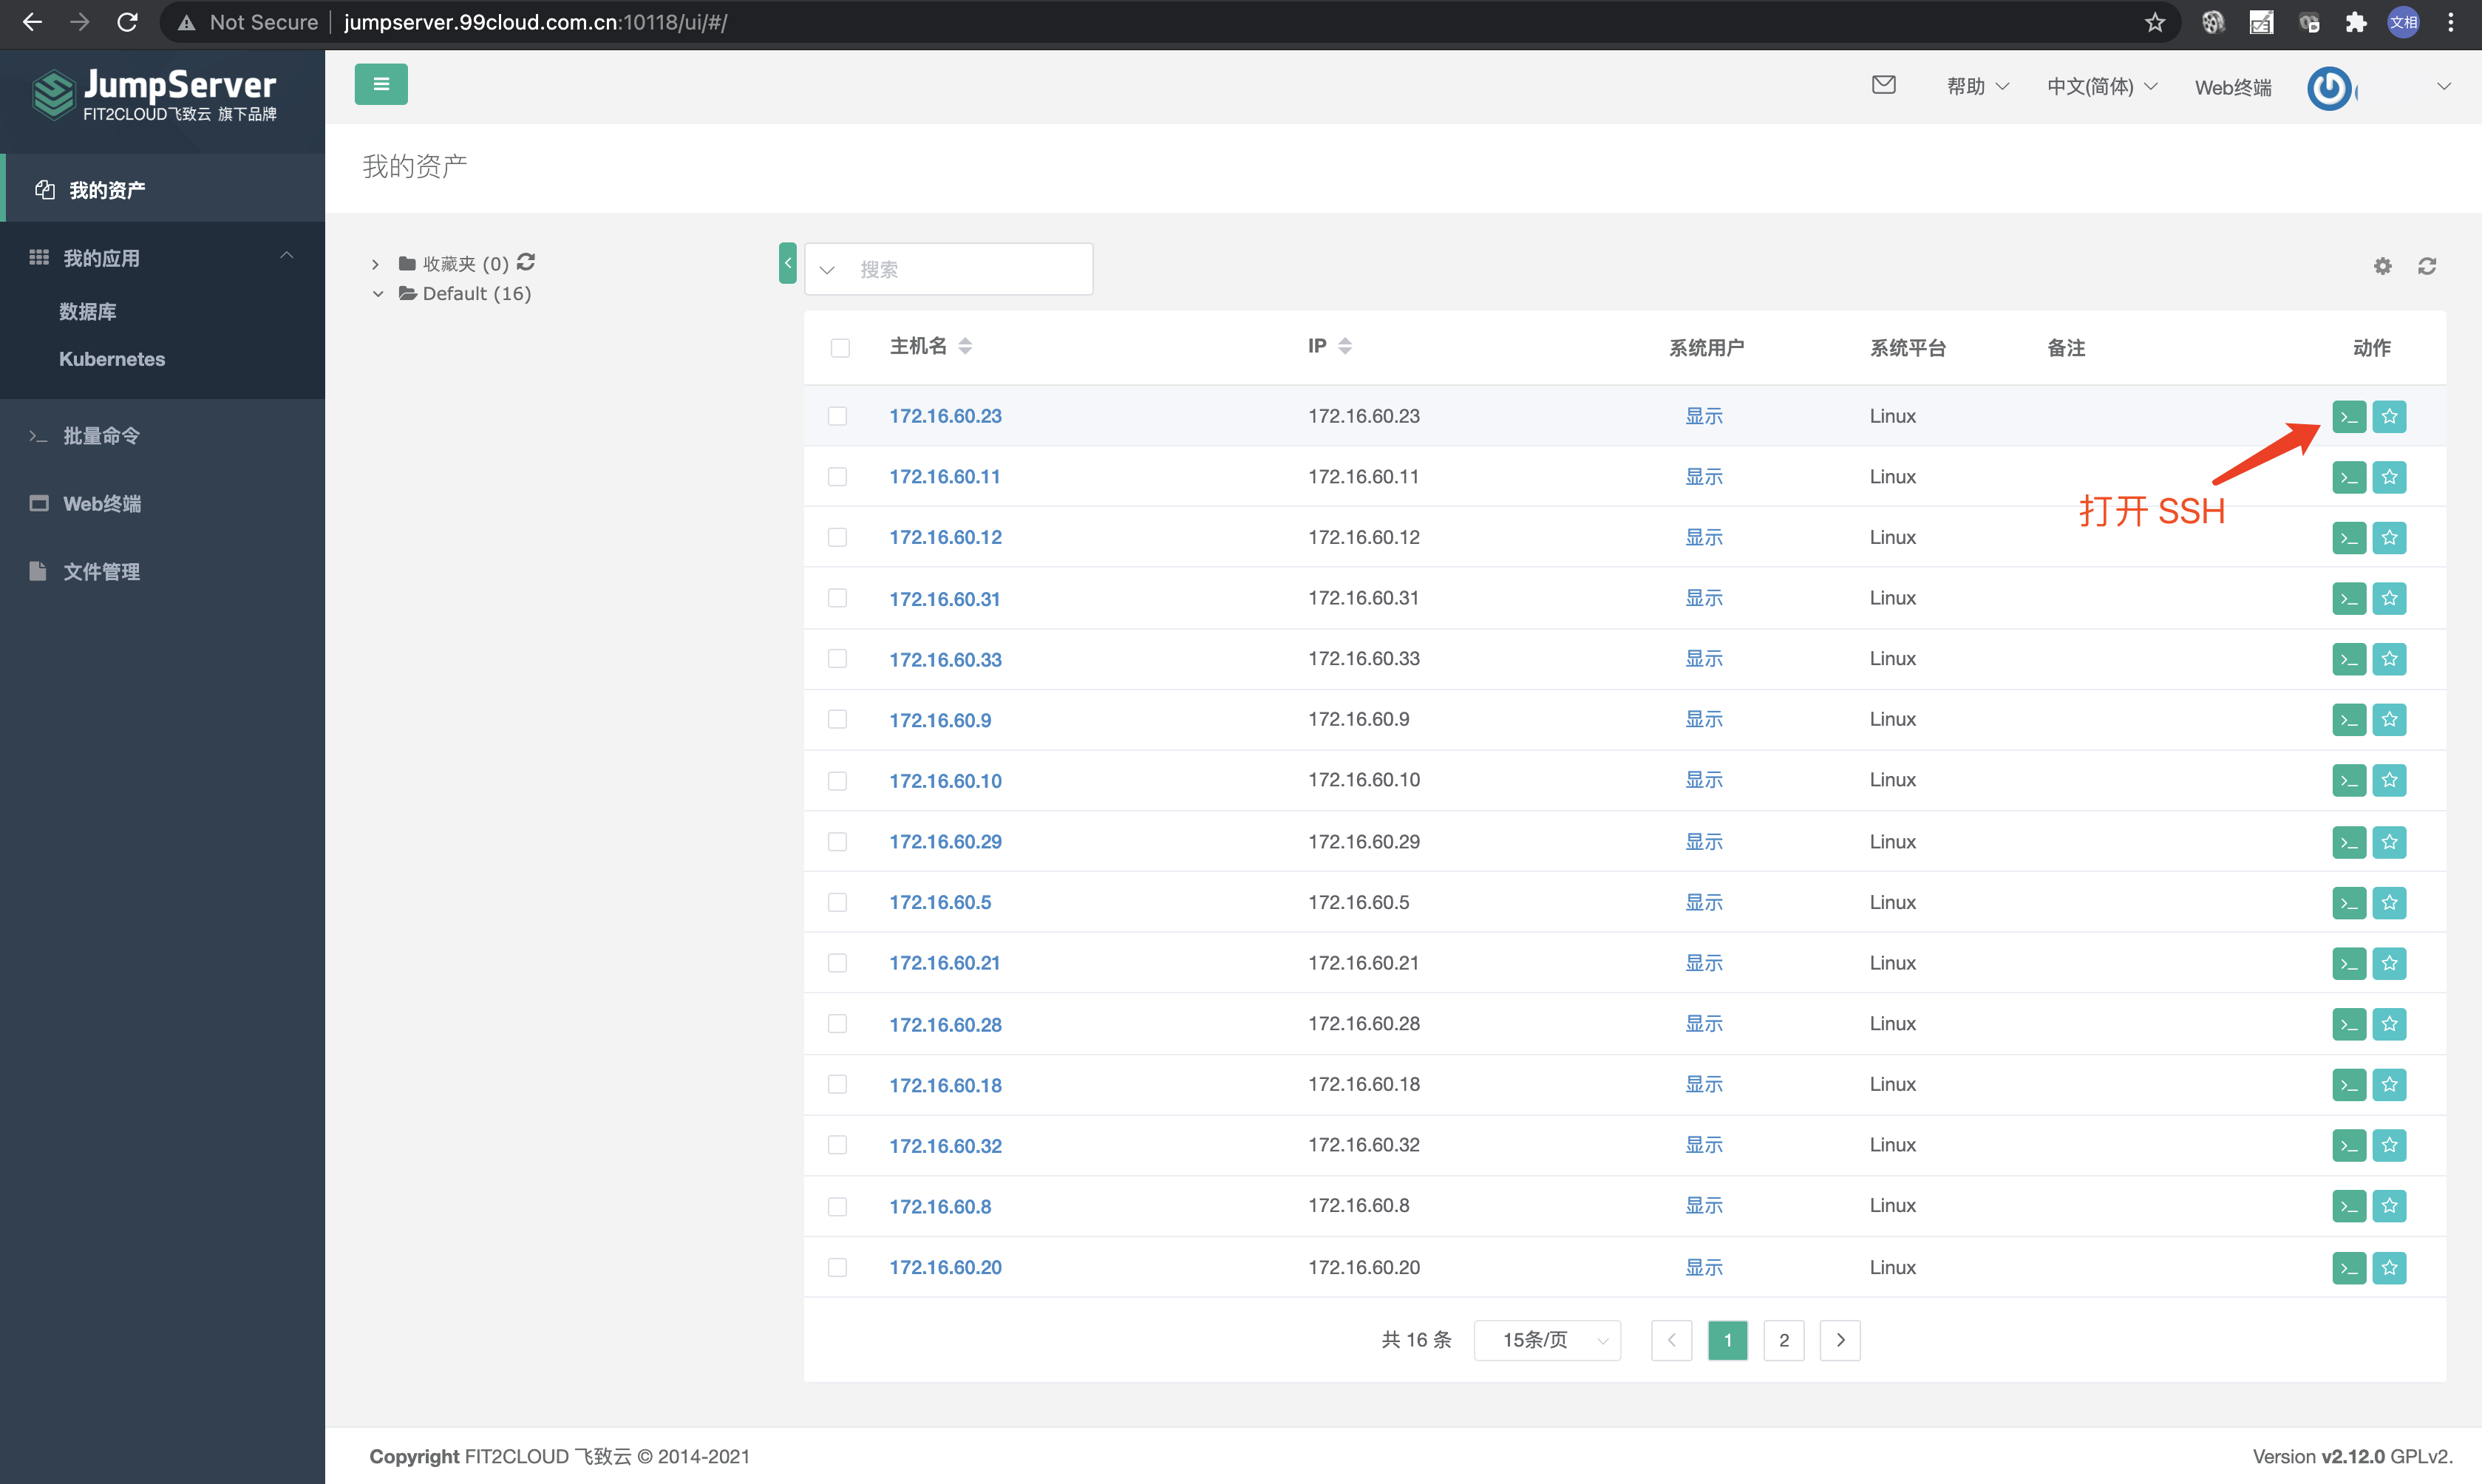 Not Secure jumpserver.99cloud.com.cn:10118/ui/#/
文相
JumpServer
FIT2CLOUD飞致云 旗下品牌
帮助
中文(简体)
Web终端
我的资产
我的资产
我的应用
数据库
Kubernetes
批量命令
Web终端
文件管理
收藏夹 (0)
Default (16)
搜索
主机名 IP 系统用户 系统平台 备注 动作
172.16.60.23 172.16.60.23 显示 Linux
172.16.60.11 172.16.60.11 显示 Linux
打开 SSH
172.16.60.12 172.16.60.12 显示 Linux
172.16.60.31 172.16.60.31 显示 Linux
172.16.60.33 172.16.60.33 显示 Linux
172.16.60.9 172.16.60.9 显示 Linux
172.16.60.10 172.16.60.10 显示 Linux
172.16.60.29 172.16.60.29 显示 Linux
172.16.60.5 172.16.60.5 显示 Linux
172.16.60.21 172.16.60.21 显示 Linux
172.16.60.28 172.16.60.28 显示 Linux
172.16.60.18 172.16.60.18 显示 Linux
172.16.60.32 172.16.60.32 显示 Linux
172.16.60.8 172.16.60.8 显示 Linux
172.16.60.20 172.16.60.20 显示 Linux
共 16 条 15条/页 1 2
Copyright FIT2CLOUD 飞致云 © 2014-2021
Version v2.12.0 GPLv2.